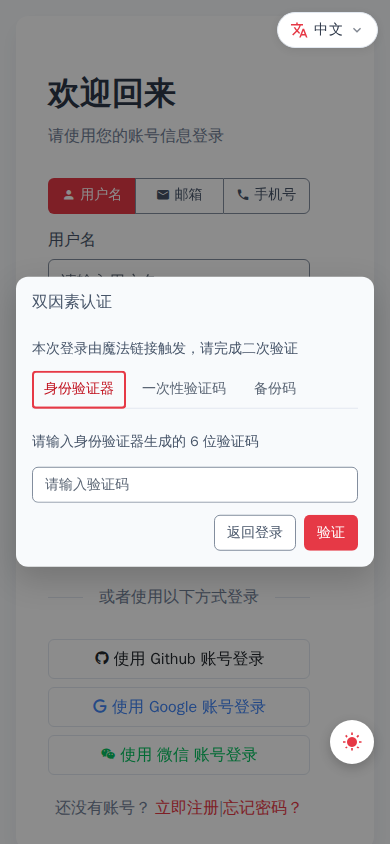 中文
欢迎回来
请使用您的账号信息登录
用户名 邮箱 手机号
用户名
双因素认证
本次登录由魔法链接触发，请完成二次验证
身份验证器 一次性验证码 备份码
请输入身份验证器生成的 6 位验证码
请输入验证码
返回登录 验证
或者使用以下方式登录
使用 Github 账号登录
使用 Google 账号登录
使用 微信 账号登录
还没有账号？ 立即注册|忘记密码？